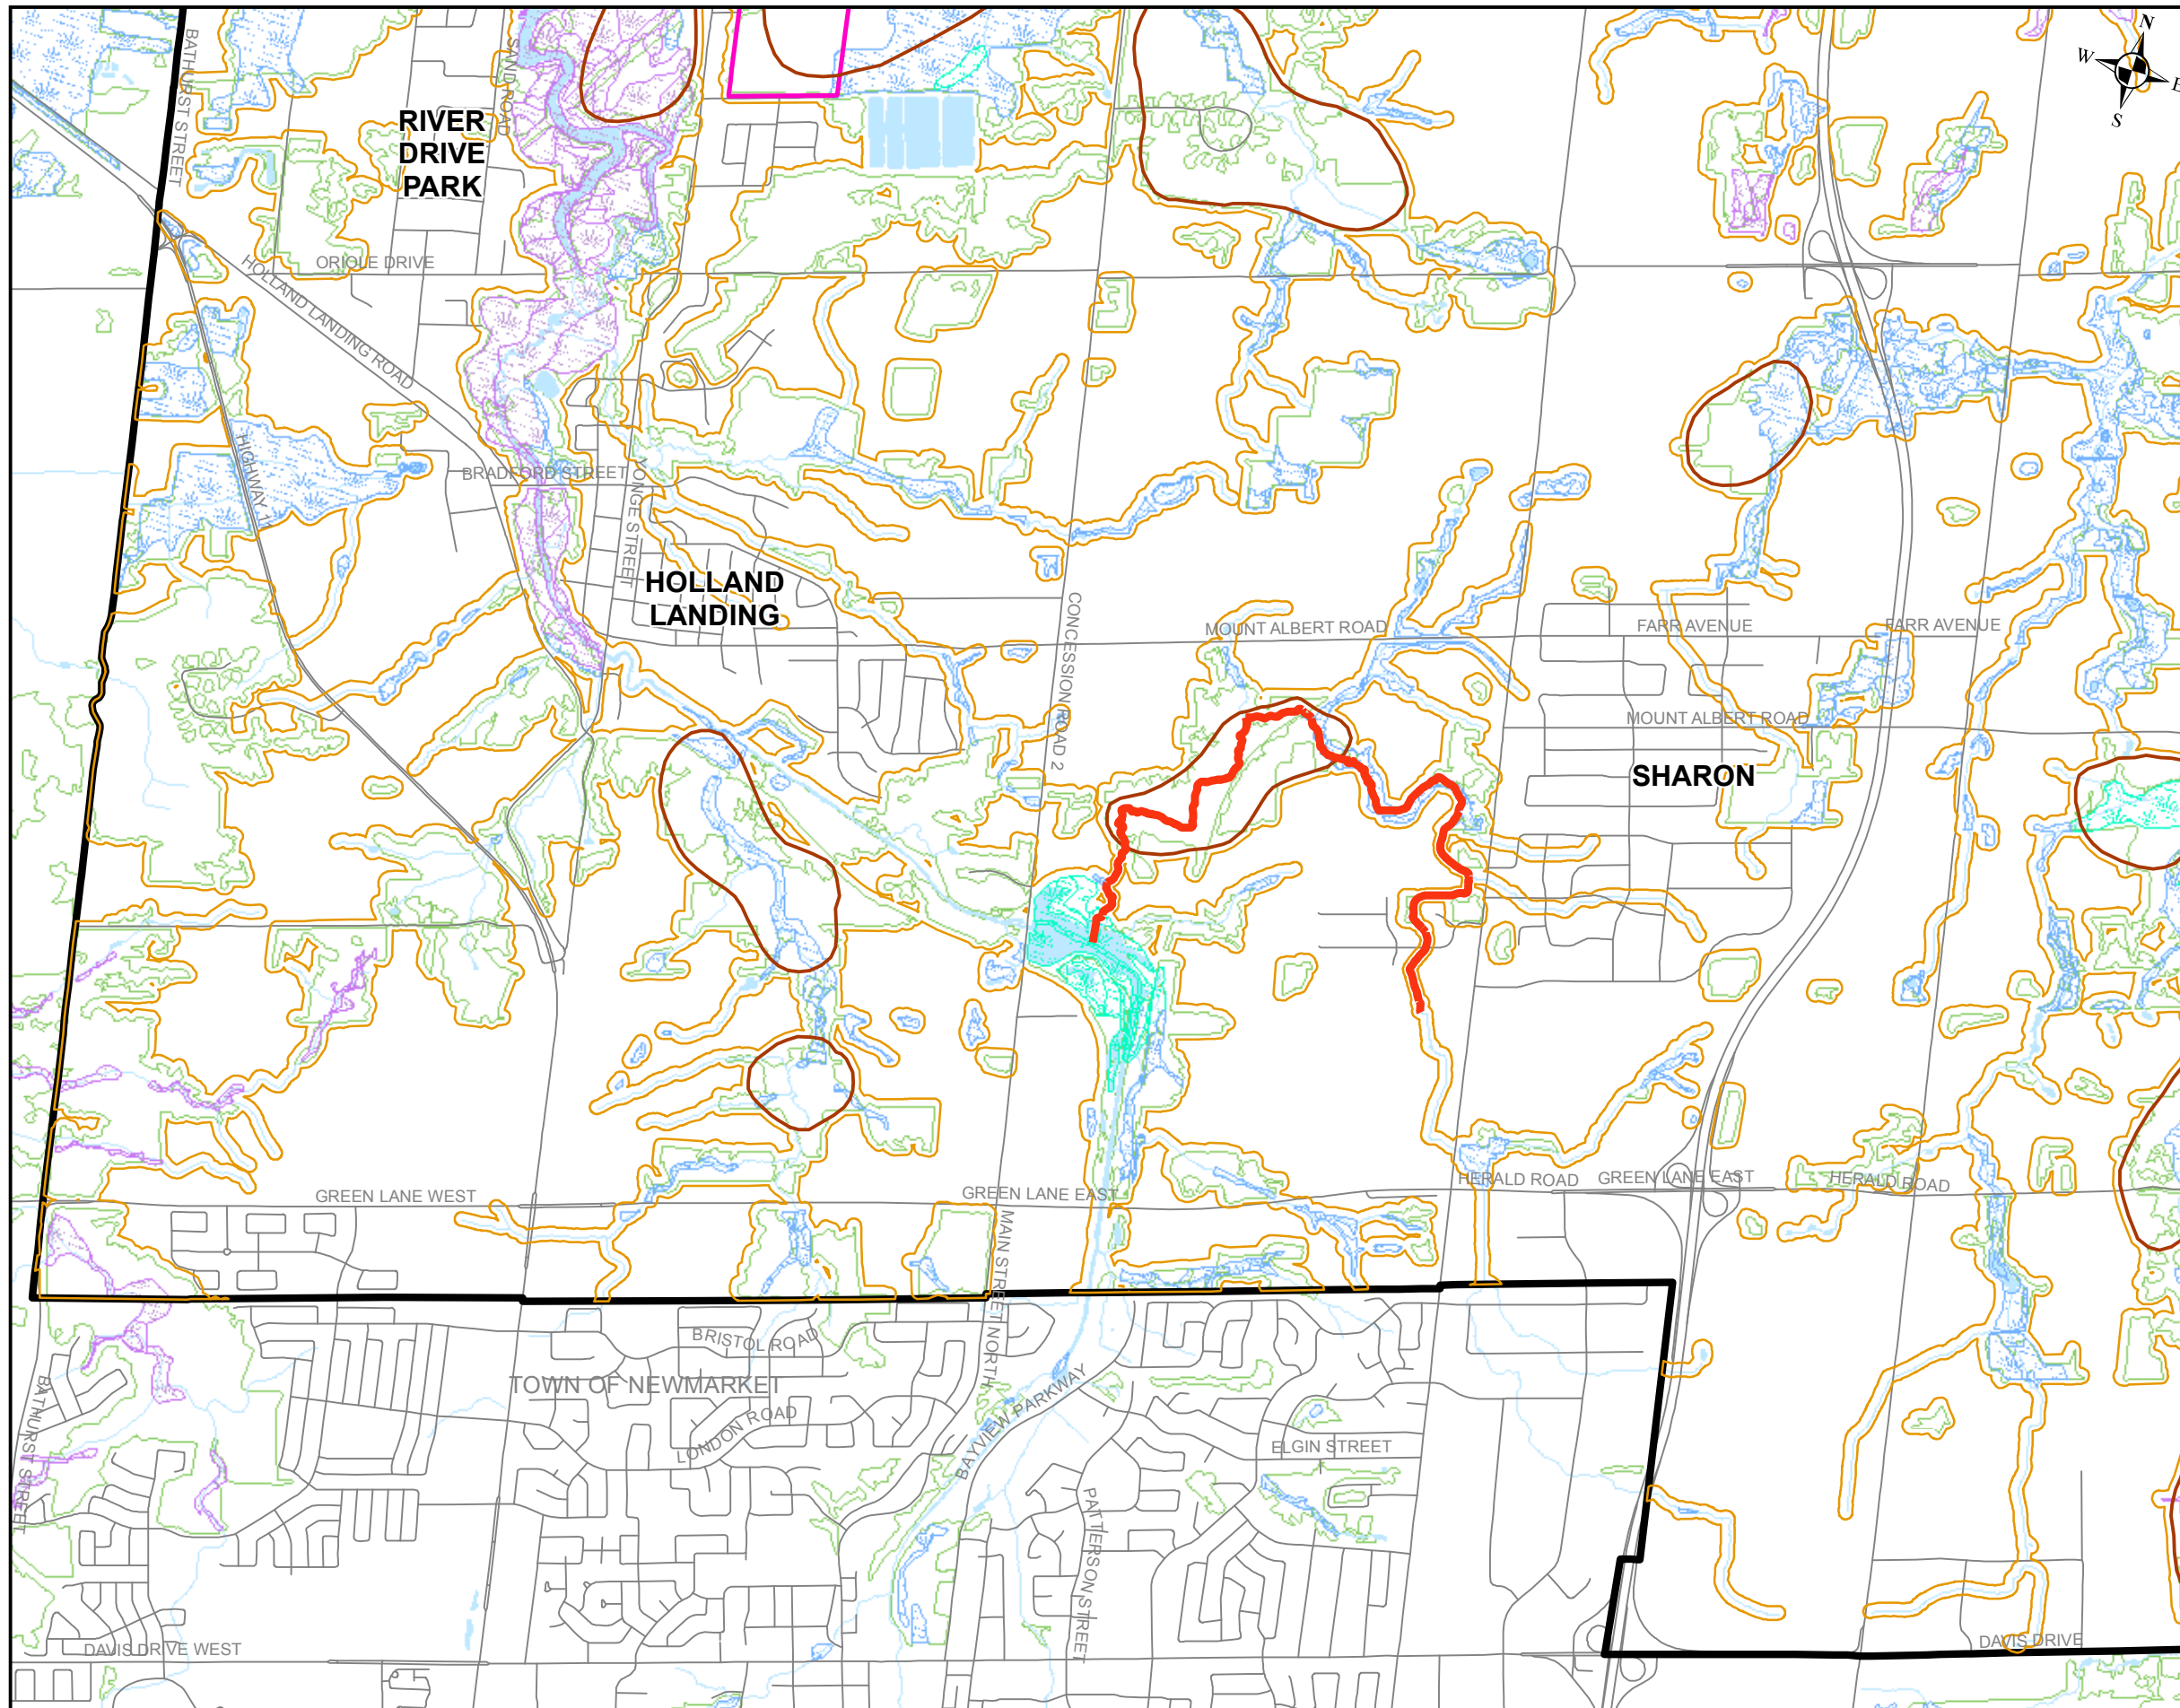 N
W
E
S
BATHURST STREET
SAND ROAD
RIVER
DRIVE
PARK
ORIOLE DRIVE
HOLLAND LANDING ROAD
HIGHWAY 11
BRADFORD STREET
YONGE STREET
HOLLAND
LANDING
CONCESSION ROAD 2
MOUNT ALBERT ROAD
FARR AVENUE
FARR AVENUE
MOUNT ALBERT ROAD
SHARON
GREEN LANE WEST
GREEN LANE EAST
HERALD ROAD
GREEN LANE EAST
HERALD ROAD
MAIN STREET NORTH
BRISTOL ROAD
TOWN OF NEWMARKET
BATHURST STREET
LONDON ROAD
BAYVIEW PARKWAY
ELGIN STREET
PATTERSON STREET
DAVIS DRIVE WEST
DAVIS DRIVE